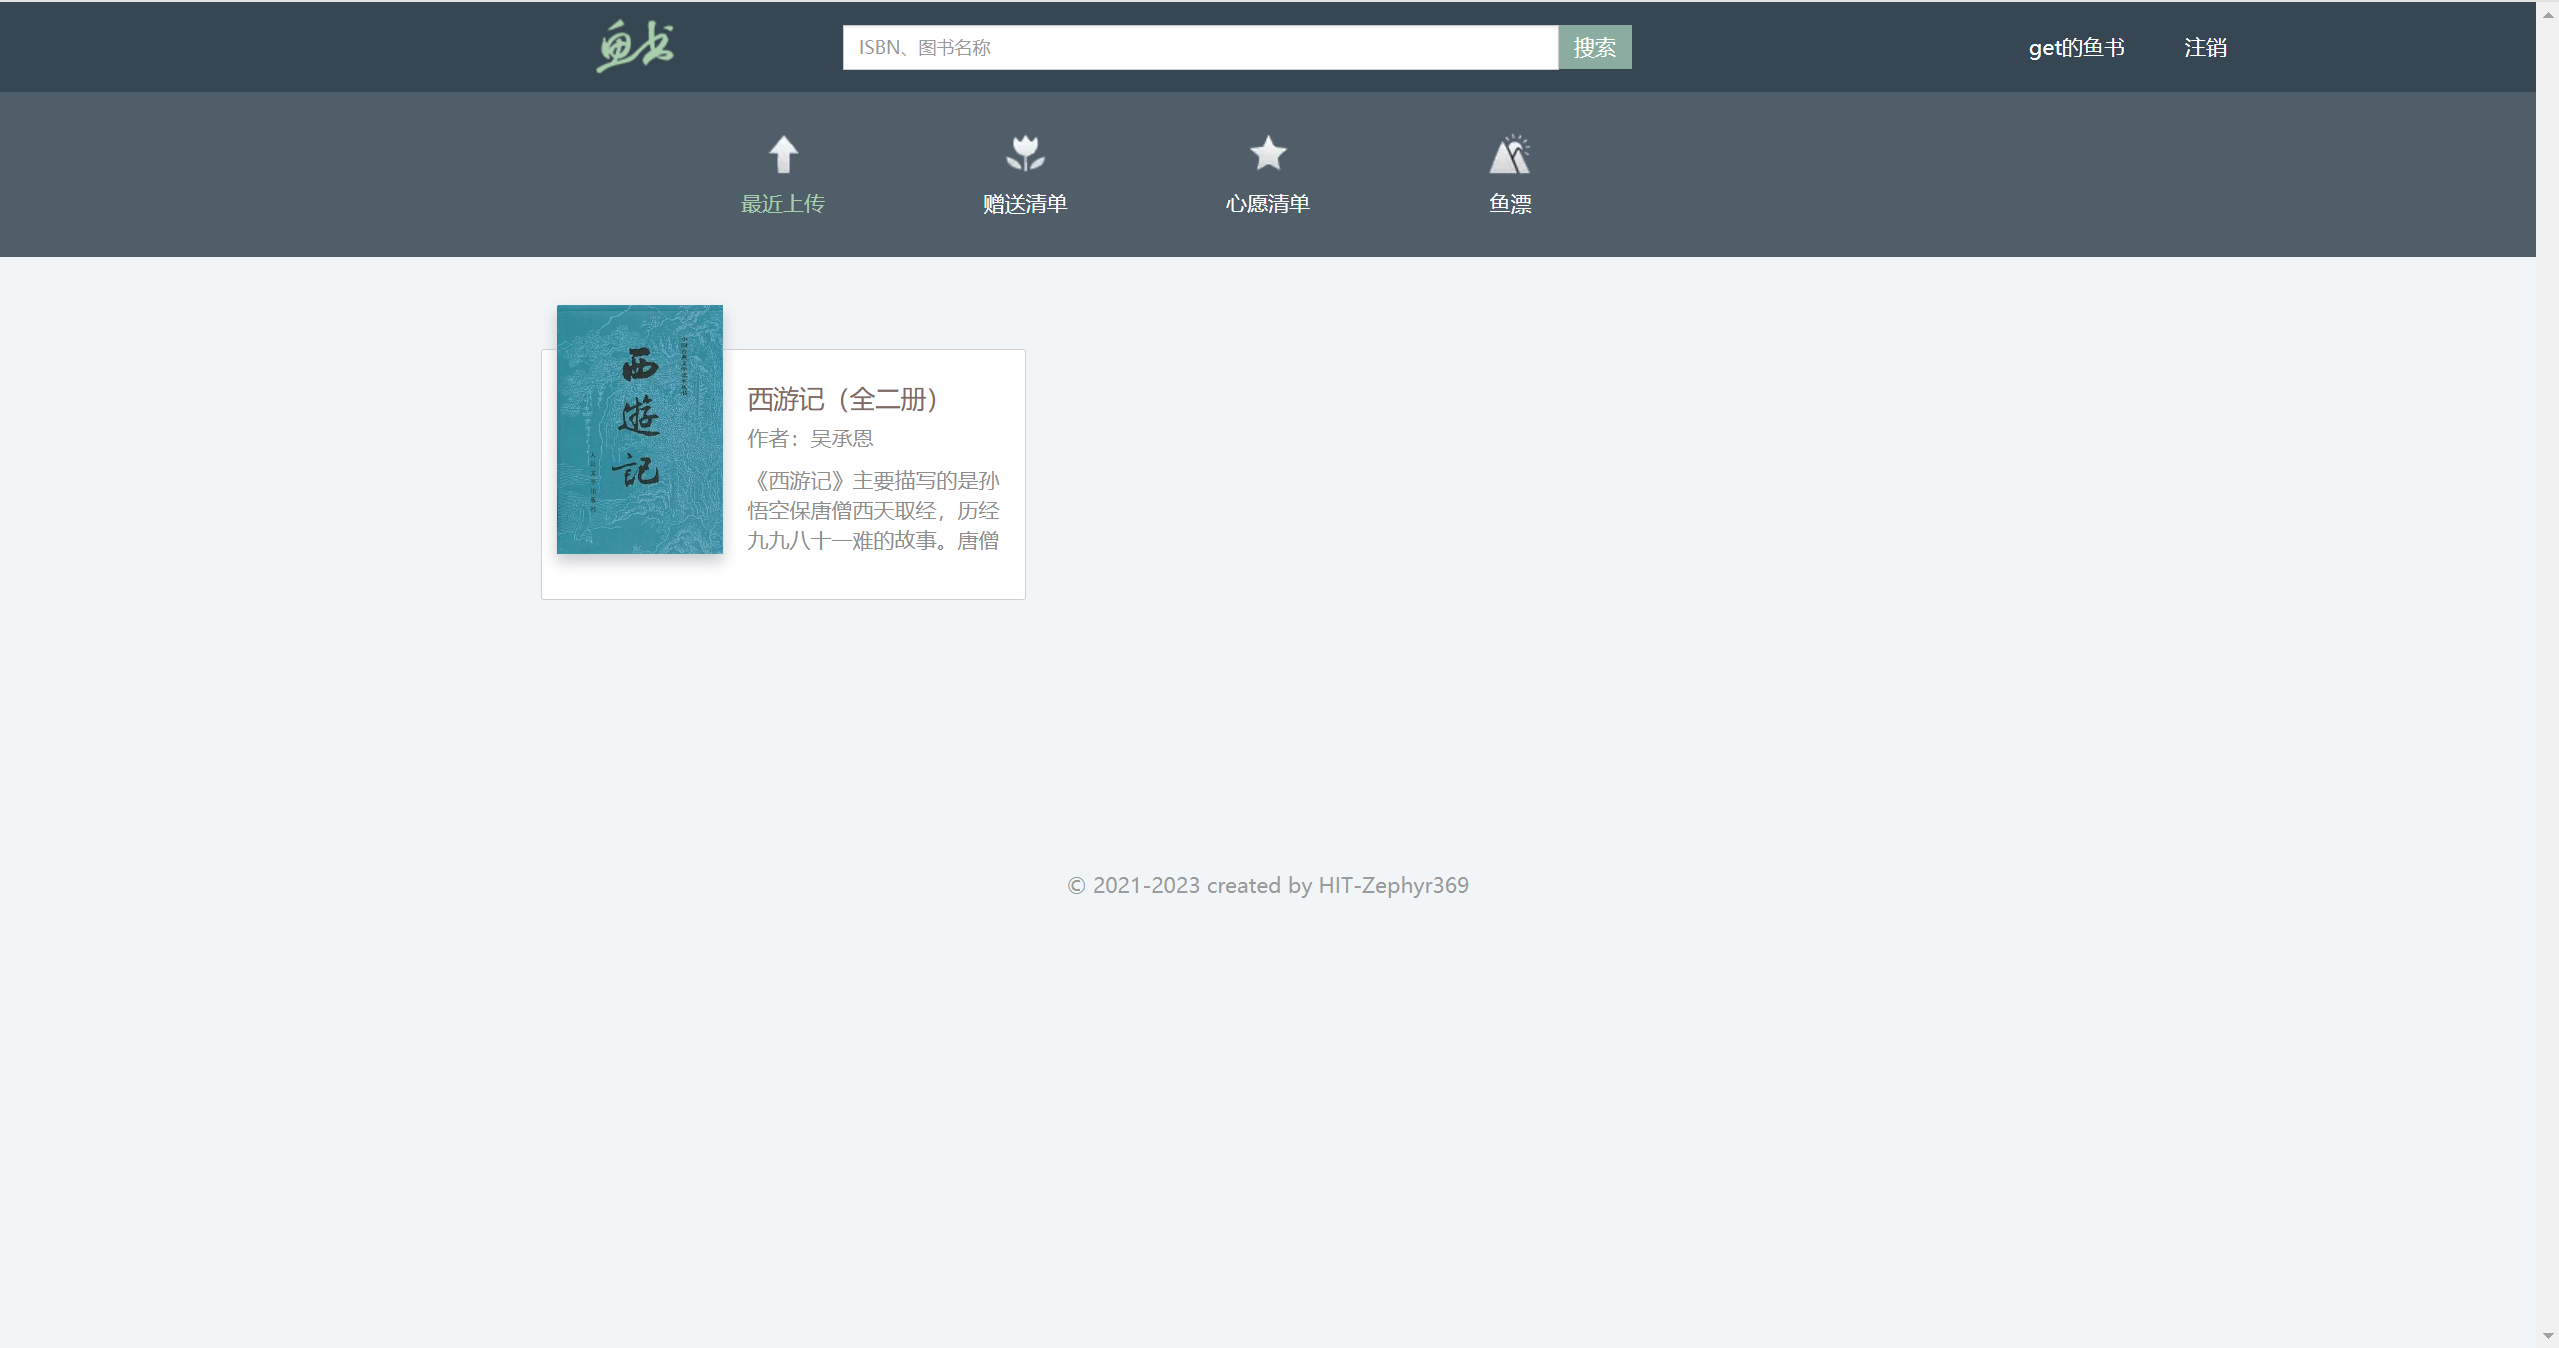 鱼书
ISBN、图书名称
搜索
get的鱼书
注销
最近上传
赠送清单
心愿清单
鱼漂
西
遊
記
西游记（全二册）
作者：吴承恩
《西游记》主要描写的是孙
悟空保唐僧西天取经，历经
九九八十一难的故事。唐僧
© 2021-2023 created by HIT-Zephyr369